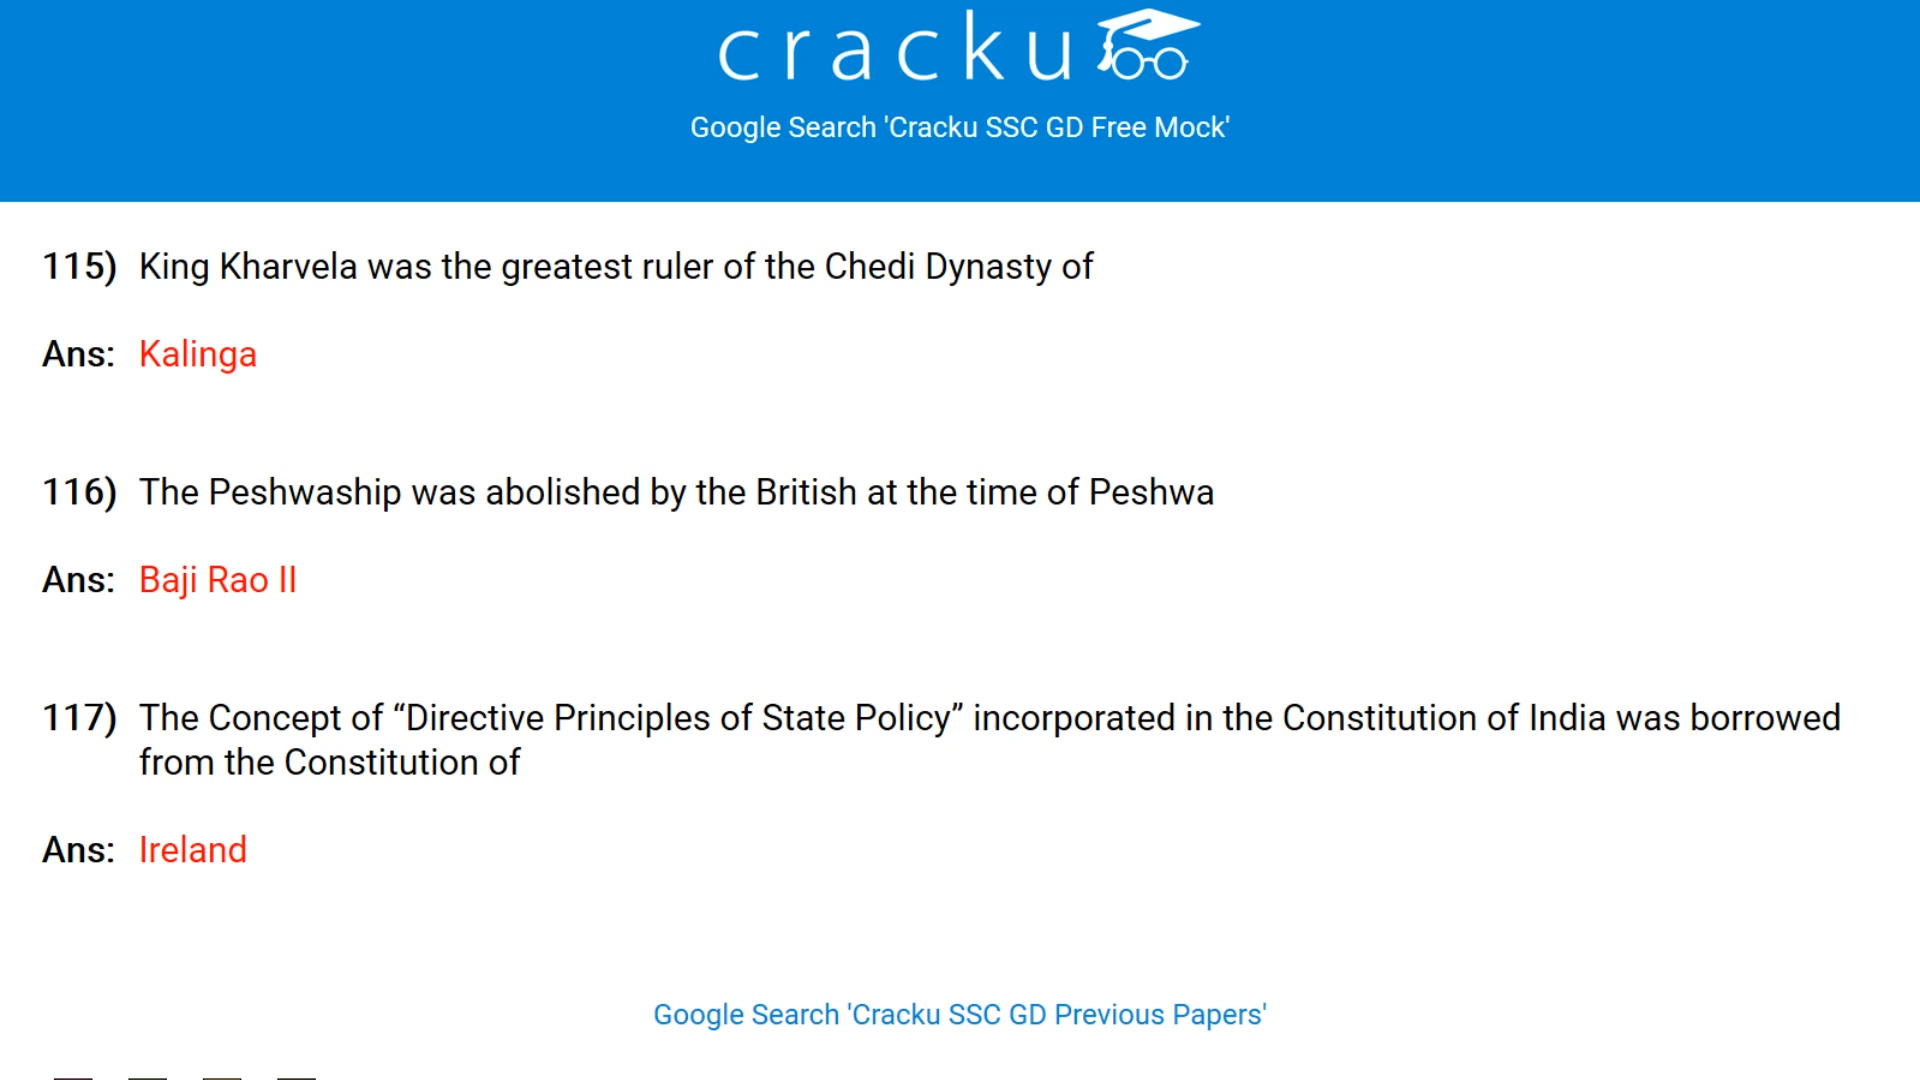 cracku
Google Search 'Cracku SSC GD Free Mock'
115) King Kharvela was the greatest ruler of the Chedi Dynasty of
Ans: Kalinga
116) The Peshwaship was abolished by the British at the time of Peshwa
Ans: Baji Rao II
117) The Concept of “Directive Principles of State Policy” incorporated in the Constitution of India was borrowed
from the Constitution of
Ans: Ireland
Google Search 'Cracku SSC GD Previous Papers'